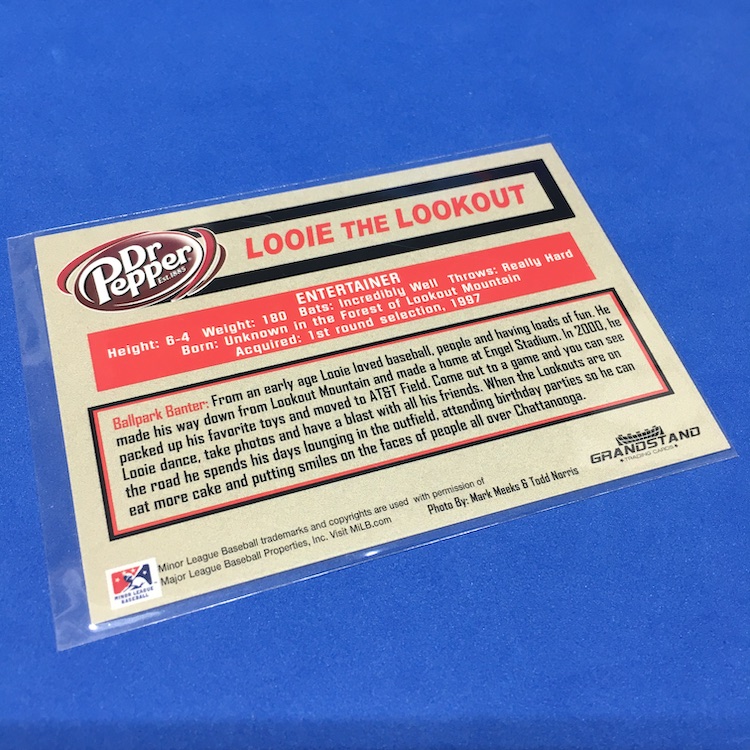 Dr
Pepper
Est.1885
LOOIE THE LOOKOUT
ENTERTAINER
Height: 6-4 Weight: 180 Bats: Incredibly Well Throws: Really Hard
Born: Unknown In the Forest of Lookout Mountain
Acquired: 1st round selection, 1997
Ballpark Banter: From an early age Looie loved baseball, people and having loads of fun. He
made his way down from Lookout Mountain and made a home at Engel Stadium. In 2000, he
packed up his favorite toys and moved to AT&T Field. Come out to a game and you can see
Looie dance, take photos and have a blast with all his friends. When the Lookouts are on
the road he spends his days lounging in the outfield, attending birthday parties so he can
eat more cake and putting smiles on the faces of people all over Chattanooga.
GRANDSTAND
TRADING CARDS
Minor League Baseball trademarks and copyrights are used with permission of
Major League Baseball Properties, Inc. Visit MiLB.com
Photo By: Mark Meeks & Todd Norris
MINOR LEAGUE
BASEBALL